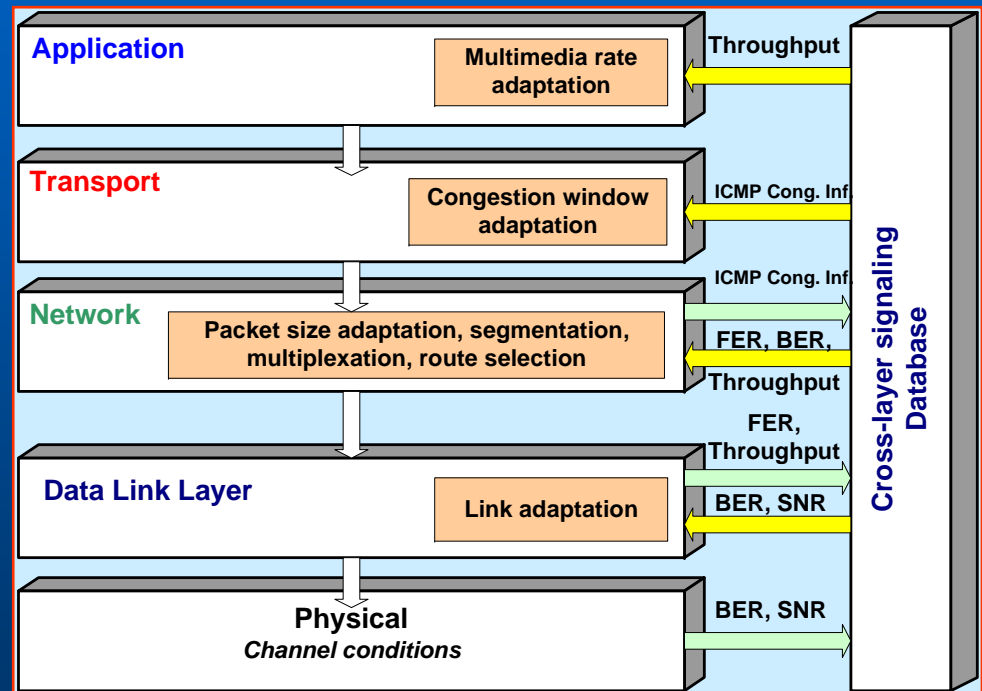 Application
Multimedia rate
adaptation
Throughput
Transport
Congestion window
adaptation
ICMP Cong. Inf.
Network
Packet size adaptation, segmentation,
multiplexation, route selection
ICMP Cong. Inf.
FER, BER,
Throughput
Data Link Layer
Link adaptation
FER,
Throughput
BER, SNR
Physical
Channel conditions
BER, SNR
Cross-layer signaling
Database